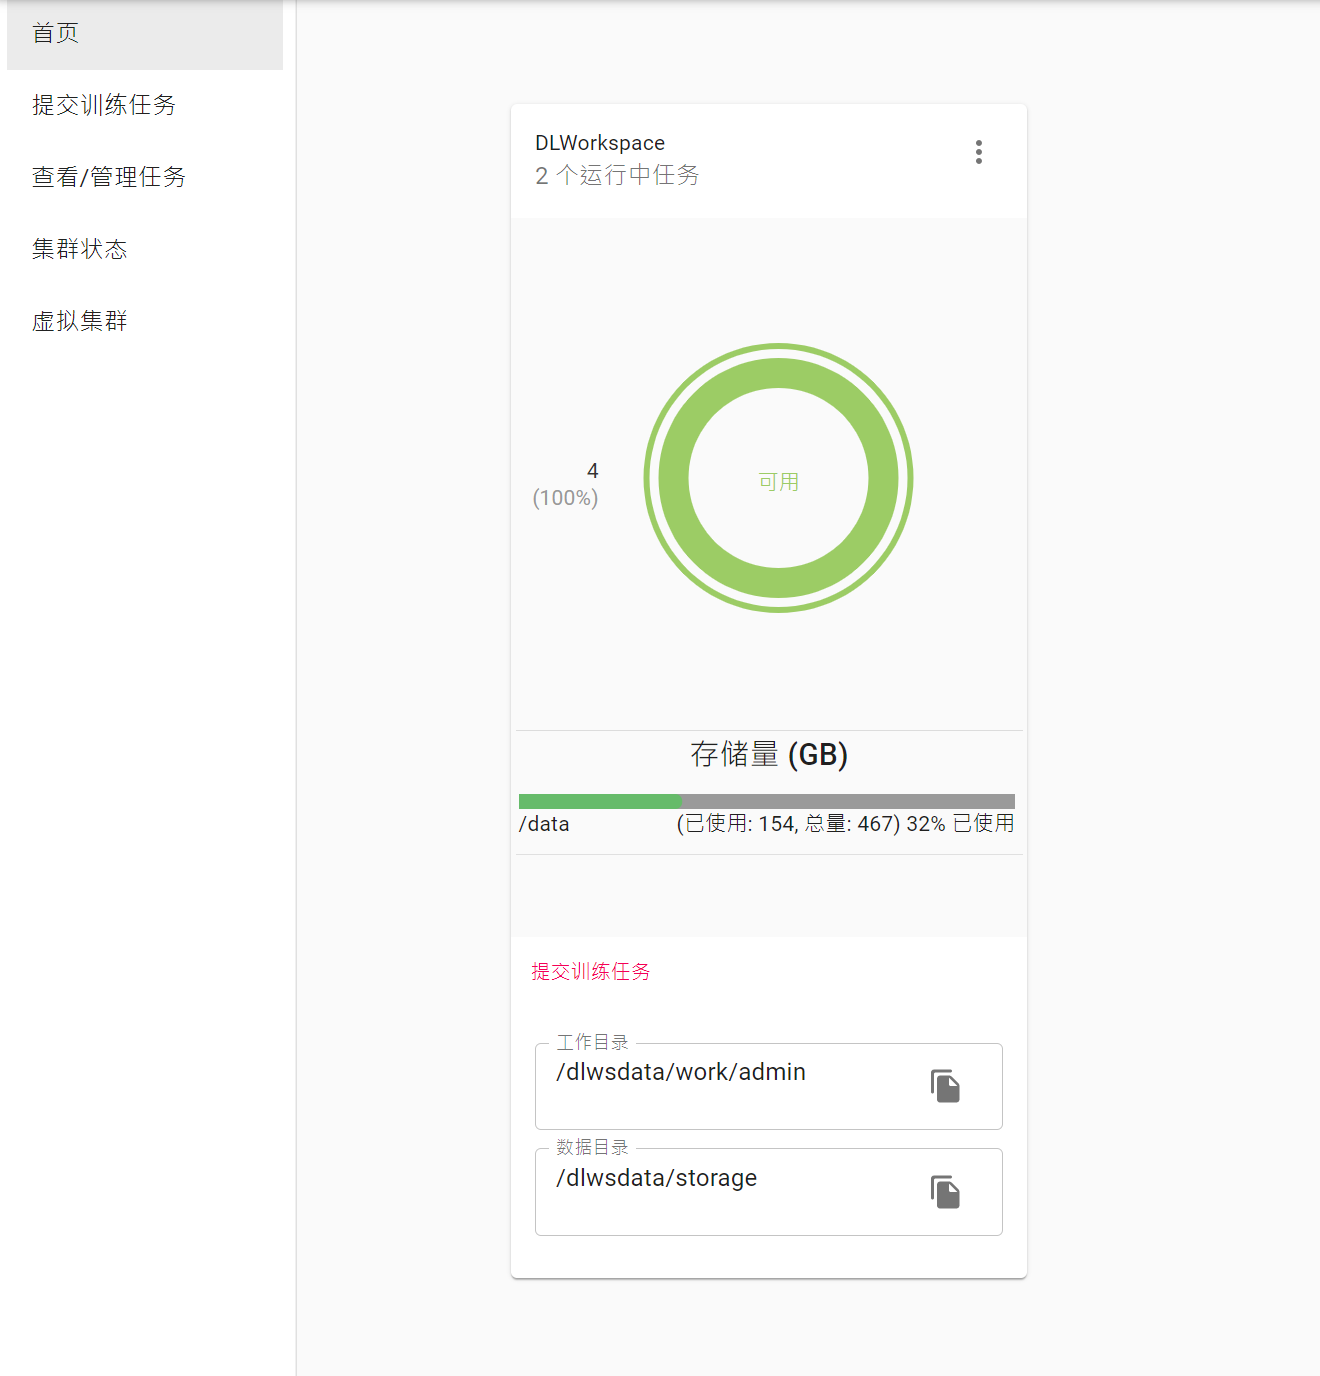 首页
提交训练任务
查看/管理任务
集群状态
虚拟集群
DLWorkspace
2 个运行中任务
4
(100%)
可用
存储量 (GB)
/data (已使用: 154, 总量: 467) 32% 已使用
提交训练任务
工作目录
/dlwsdata/work/admin
数据目录
/dlwsdata/storage